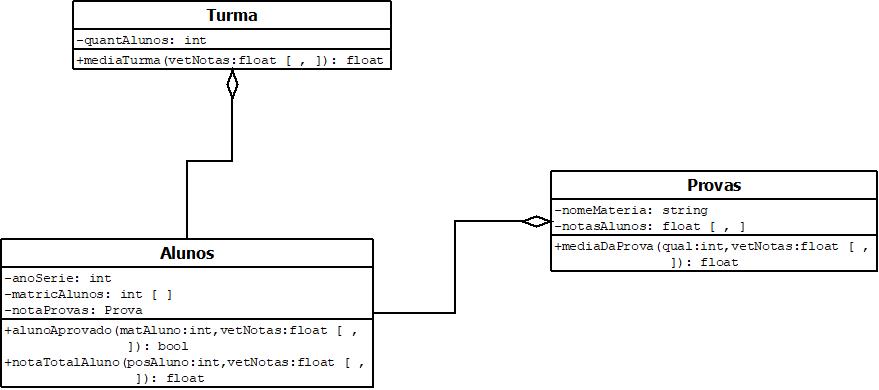 Turma
-quantAlunos: int
+mediaTurma(vetNotas:float [ , ]): float
Provas
-nomeMateria: string
-notasAlunos: float [ , ]
+mediaDaProva(qual:int,vetNotas:float [ ,
]): float
Alunos
-anoSerie: int
-matricAlunos: int [ ]
-notaProvas: Prova
+alunoAprovado(matAluno:int,vetNotas:float [ ,
]): bool
+notaTotalAluno(posAluno:int,vetNotas:float [ ,
]): float